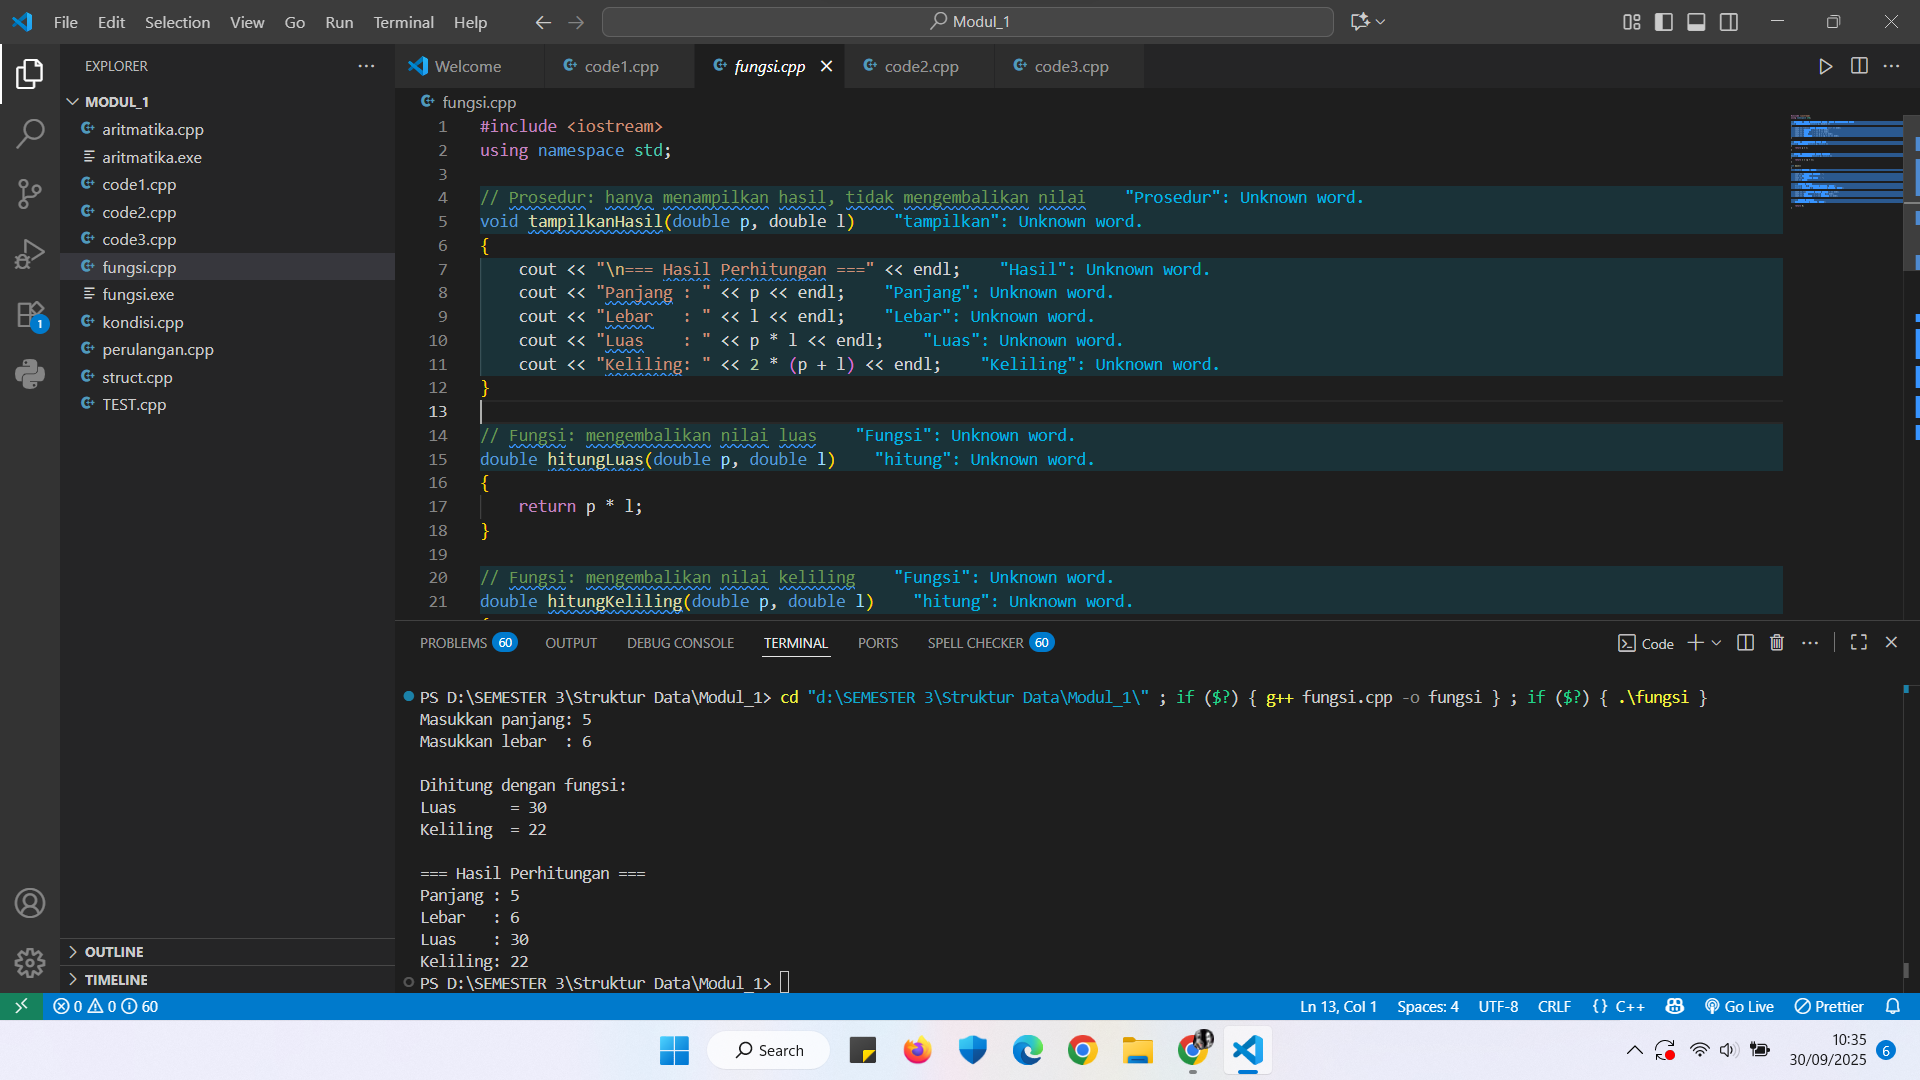 File Edit Selection View Go Run Terminal Help Modul_1
EXPLORER
MODUL_1
aritmatika.cpp
aritmatika.exe
code1.cpp
code2.cpp
code3.cpp
fungsi.cpp
fungsi.exe
kondisi.cpp
perulangan.cpp
struct.cpp
TEST.cpp
OUTLINE
TIMELINE
1
Welcome code1.cpp fungsi.cpp code2.cpp code3.cpp
fungsi.cpp
1 #include <iostream>
2 using namespace std;
3
4 // Prosedur: hanya menampilkan hasil, tidak mengembalikan nilai "Prosedur": Unknown word.
5 void tampilkanHasil(double p, double l) "tampilkan": Unknown word.
6 {
7 cout << "\n=== Hasil Perhitungan ===" << endl; "Hasil": Unknown word.
8 cout << "Panjang : " << p << endl; "Panjang": Unknown word.
9 cout << "Lebar   : " << l << endl; "Lebar": Unknown word.
10 cout << "Luas    : " << p * l << endl; "Luas": Unknown word.
11 cout << "Keliling: " << 2 * (p + l) << endl; "Keliling": Unknown word.
12 }
13
14 // Fungsi: mengembalikan nilai luas "Fungsi": Unknown word.
15 double hitungLuas(double p, double l) "hitung": Unknown word.
16 {
17 return p * l;
18 }
19
20 // Fungsi: mengembalikan nilai keliling "Fungsi": Unknown word.
21 double hitungKeliling(double p, double l) "hitung": Unknown word.
PROBLEMS 60 OUTPUT DEBUG CONSOLE TERMINAL PORTS SPELL CHECKER 60 Code
PS D:\SEMESTER 3\Struktur Data\Modul_1> cd "d:\SEMESTER 3\Struktur Data\Modul_1\" ; if ($?) { g++ fungsi.cpp -o fungsi } ; if ($?) { .\fungsi }
Masukkan panjang: 5
Masukkan lebar  : 6
Dihitung dengan fungsi:
Luas      = 30
Keliling  = 22
=== Hasil Perhitungan ===
Panjang : 5
Lebar   : 6
Luas    : 30
Keliling: 22
PS D:\SEMESTER 3\Struktur Data\Modul_1>
0 0 60 Ln 13, Col 1 Spaces: 4 UTF-8 CRLF {} C++ Go Live Prettier
Search
10:35
30/09/2025
6